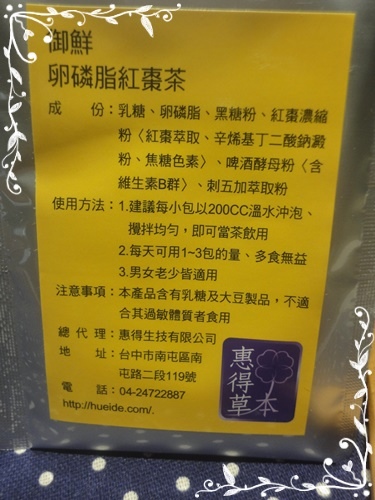 御鮮
卵磷脂紅棗茶
成　份：乳糖、卵磷脂、黑糖粉、紅棗濃縮
粉〈紅棗萃取、辛烯基丁二酸鈉澱
粉、焦糖色素〉、啤酒酵母粉〈含
維生素B群〉、刺五加萃取粉
使用方法：1.建議每小包以200CC溫水沖泡、
攪拌均勻，即可當茶飲用
2.每天可用1~3包的量、多食無益
3.男女老少皆適用
注意事項：本產品含有乳糖及大豆製品，不適
合其過敏體質者食用
總代理：惠得生技有限公司
地　址：台中市南屯區南
屯路二段119號
電　話：04-24722887
http://hueide.com/.
惠得
草本